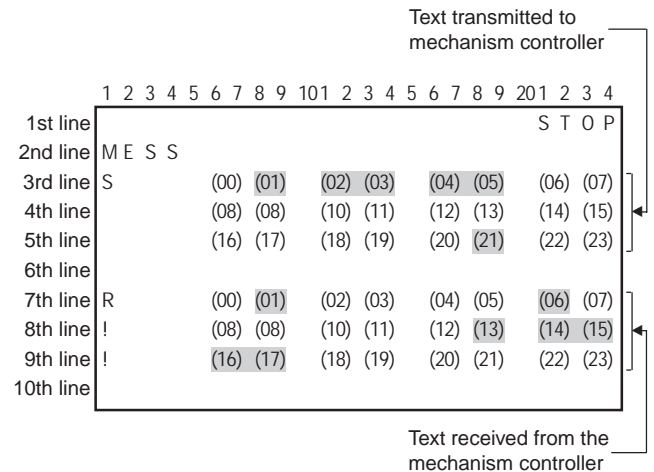 Text transmitted to
mechanism controller
1 2 3 4 5 6 7 8 9 101 2 3 4 5 6 7 8 9 201 2 3 4
1st line S T O P
2nd line M E S S
3rd line S (00) (01) (02) (03) (04) (05) (06) (07)
4th line (08) (08) (10) (11) (12) (13) (14) (15)
5th line (16) (17) (18) (19) (20) (21) (22) (23)
6th line
7th line R (00) (01) (02) (03) (04) (05) (06) (07)
8th line ! (08) (08) (10) (11) (12) (13) (14) (15)
9th line ! (16) (17) (18) (19) (20) (21) (22) (23)
10th line
Text received from the
mechanism controller